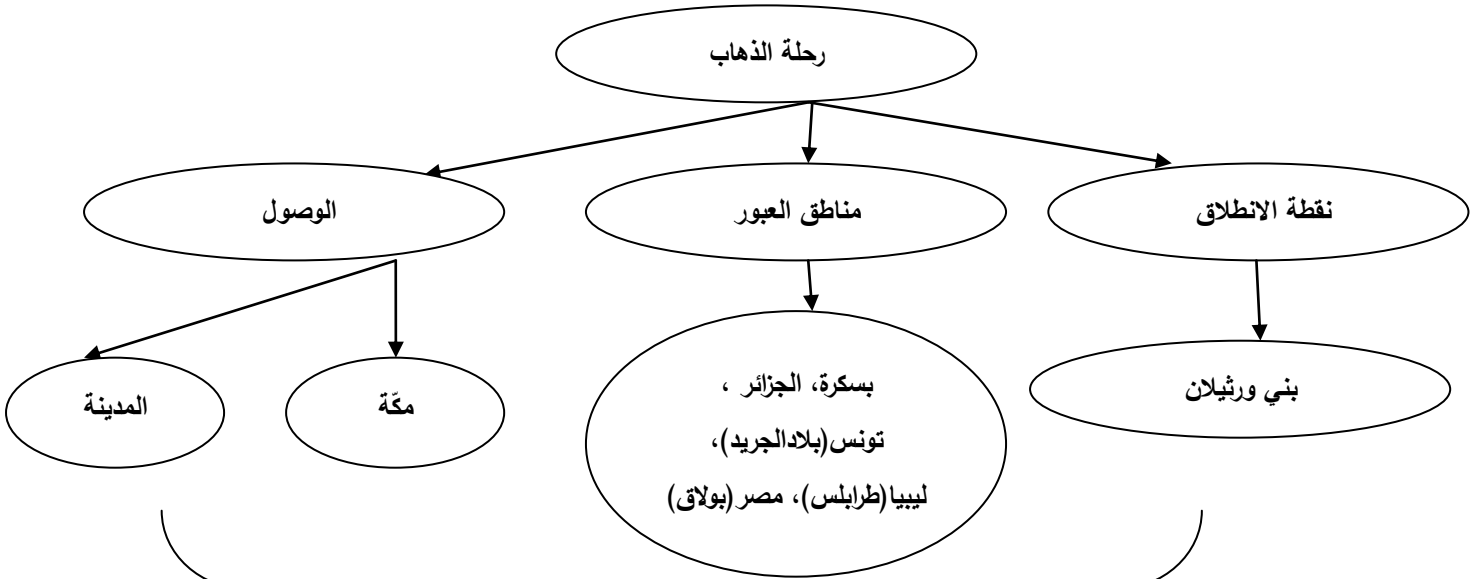 رحلة الذهاب
نقطة الانطلاق
مناطق العبور
الوصول
بني ورثيلان
بسكرة، الجزائر ،
تونس(بلادالجريد)،
ليبيا(طرابلس)، مصر(بولاق)
مكّة
المدينة